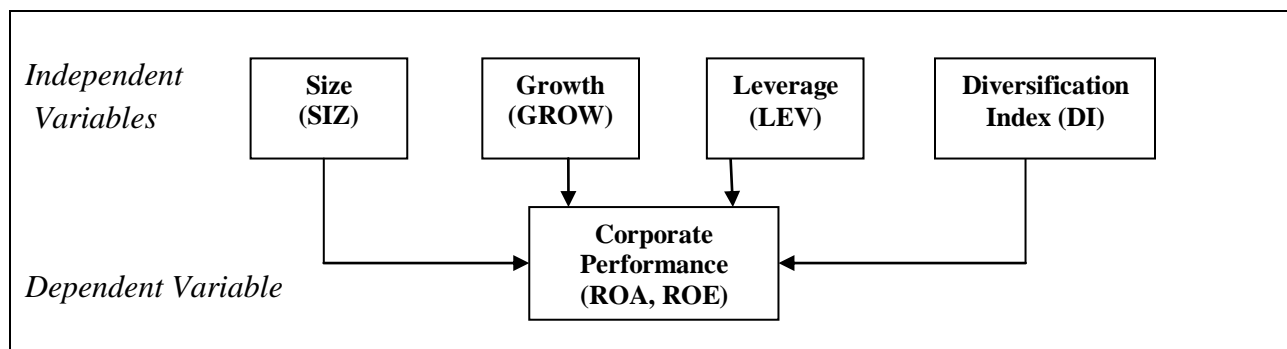 Independent
Variables
Size
(SIZ)
Growth
(GROW)
Leverage
(LEV)
Diversification
Index (DI)
Corporate
Performance
(ROA, ROE)
Dependent Variable